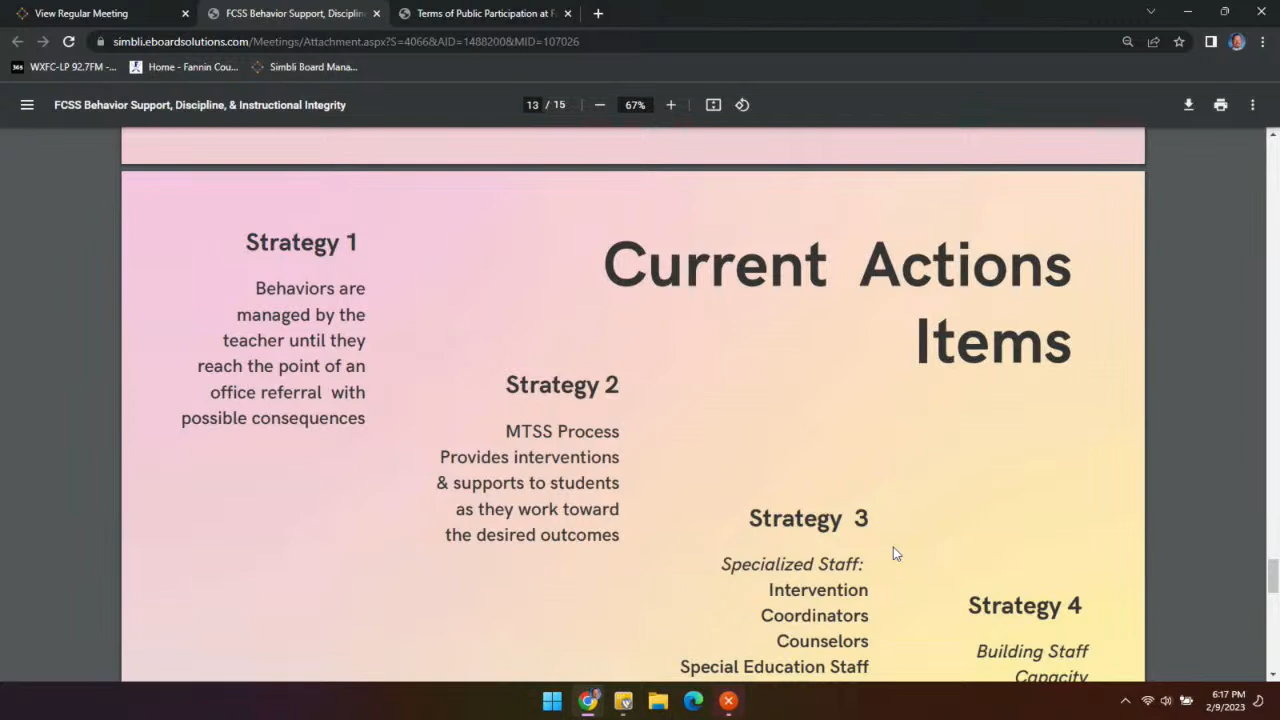 View Regular Meeting
FCSS Behavior Support, Disciplin
Terms of Public Participation at F
simbli.eboardsolutions.com/Meetings/Attachment.aspx?S=4066&AID=1488200&MID=107026
365 WXFC-LP 92.7FM -...
Home - Fannin Cou...
Simbli Board Mana...
FCSS Behavior Support, Discipline, & Instructional Integrity
13 / 15
67%
Strategy 1
Behaviors are
managed by the
teacher until they
reach the point of an
office referral with
possible consequences
Current Actions
Items
Strategy 2
MTSS Process
Provides interventions
& supports to students
as they work toward
the desired outcomes
Strategy 3
Specialized Staff:
Intervention
Coordinators
Counselors
Special Education Staff
Strategy 4
Building Staff
Capacity
6:17 PM
2/9/2023